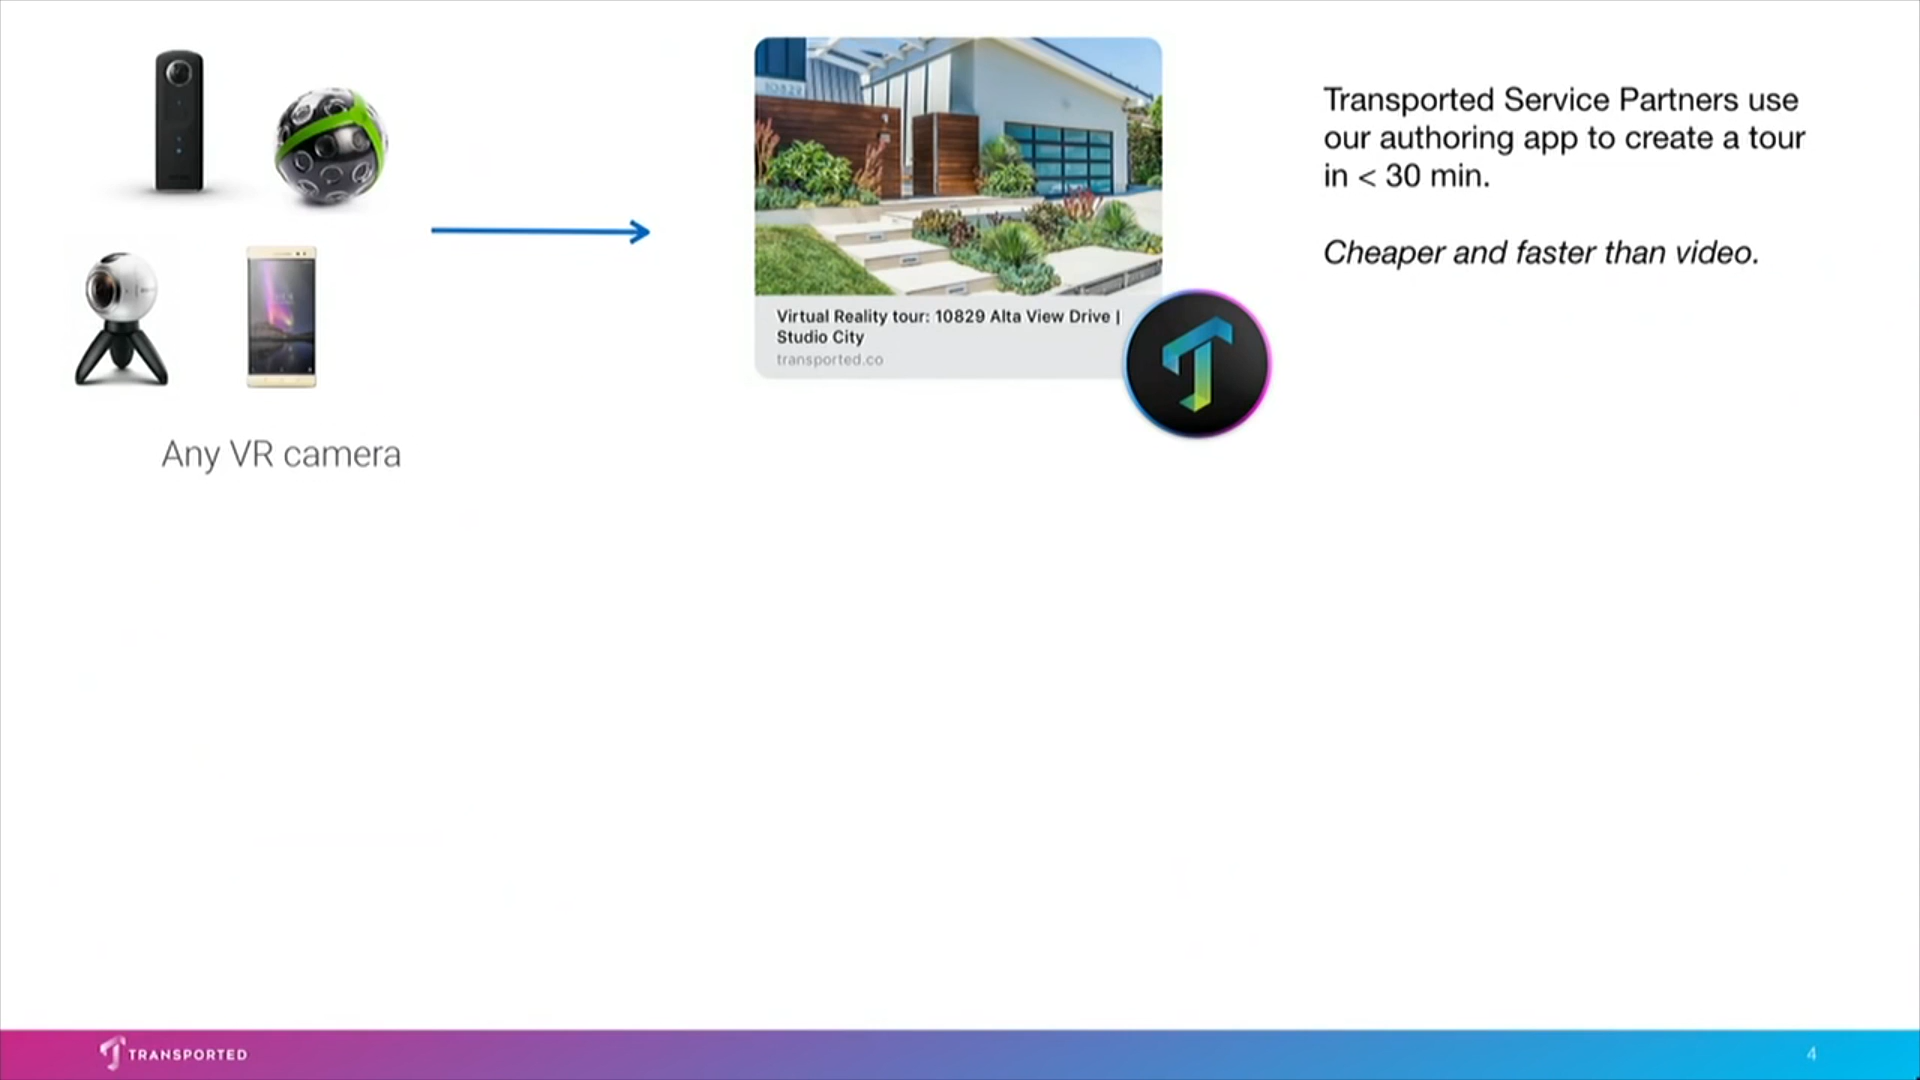 10829
Transported Service Partners use
our authoring app to create a tour
in < 30 min.
Cheaper and faster than video.
Virtual Reality tour: 10829 Alta View Drive |
Studio City
transported.co
Any VR camera
TRANSPORTED
4